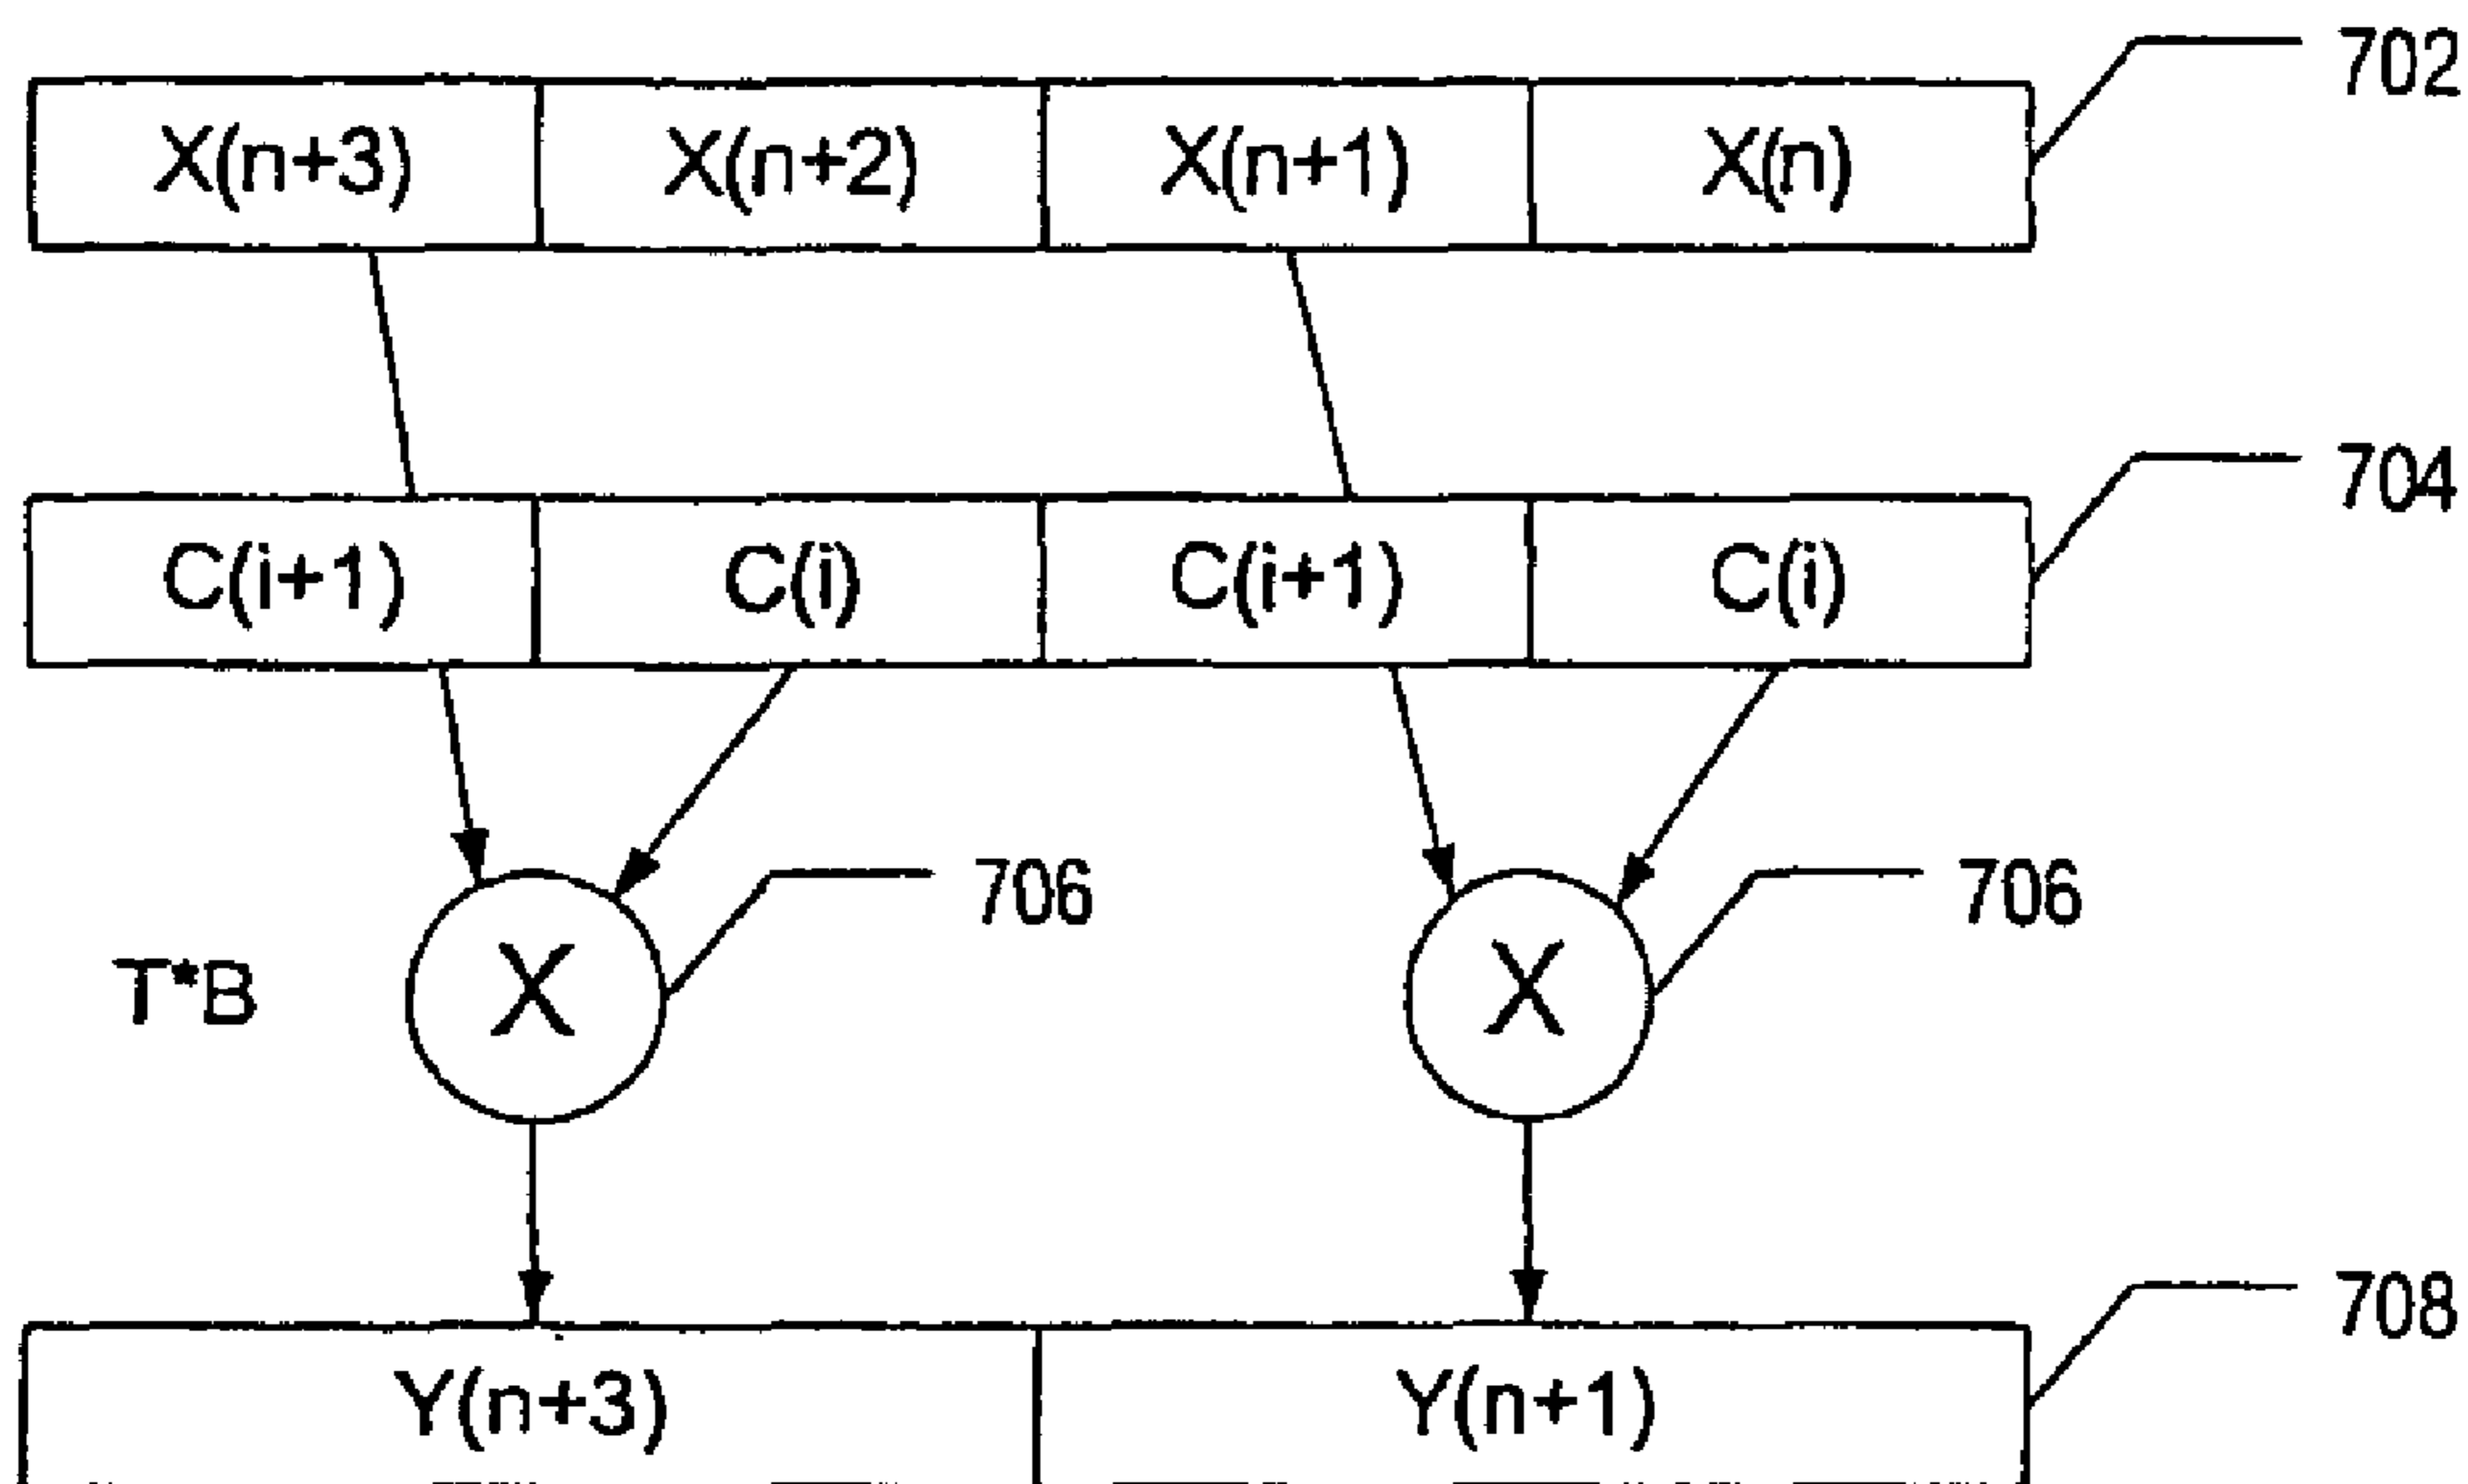 702
X(n+3) X(n+2) X(n+1) X(n)
704
C(i+1) C(i) C(i+1) C(i)
706 706
T*B X X
708
Y(n+3) Y(n+1)